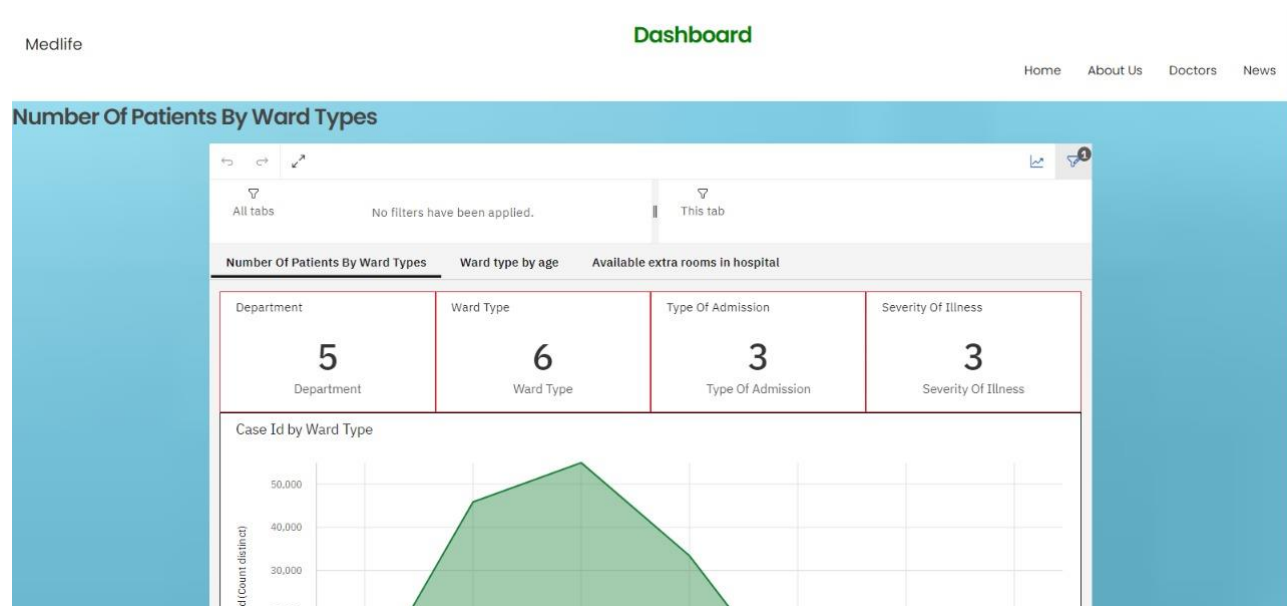 Medlife
Dashboard
Home About Us Doctors News
Number Of Patients By Ward Types
1
All tabs
No filters have been applied.
This tab
Number Of Patients By Ward Types Ward type by age Available extra rooms in hospital
Department
5
Department
Ward Type
6
Ward Type
Type Of Admission
3
Type Of Admission
Severity Of Illness
3
Severity Of Illness
Case Id by Ward Type
50,000
40,000
30,000
(Count distinct)